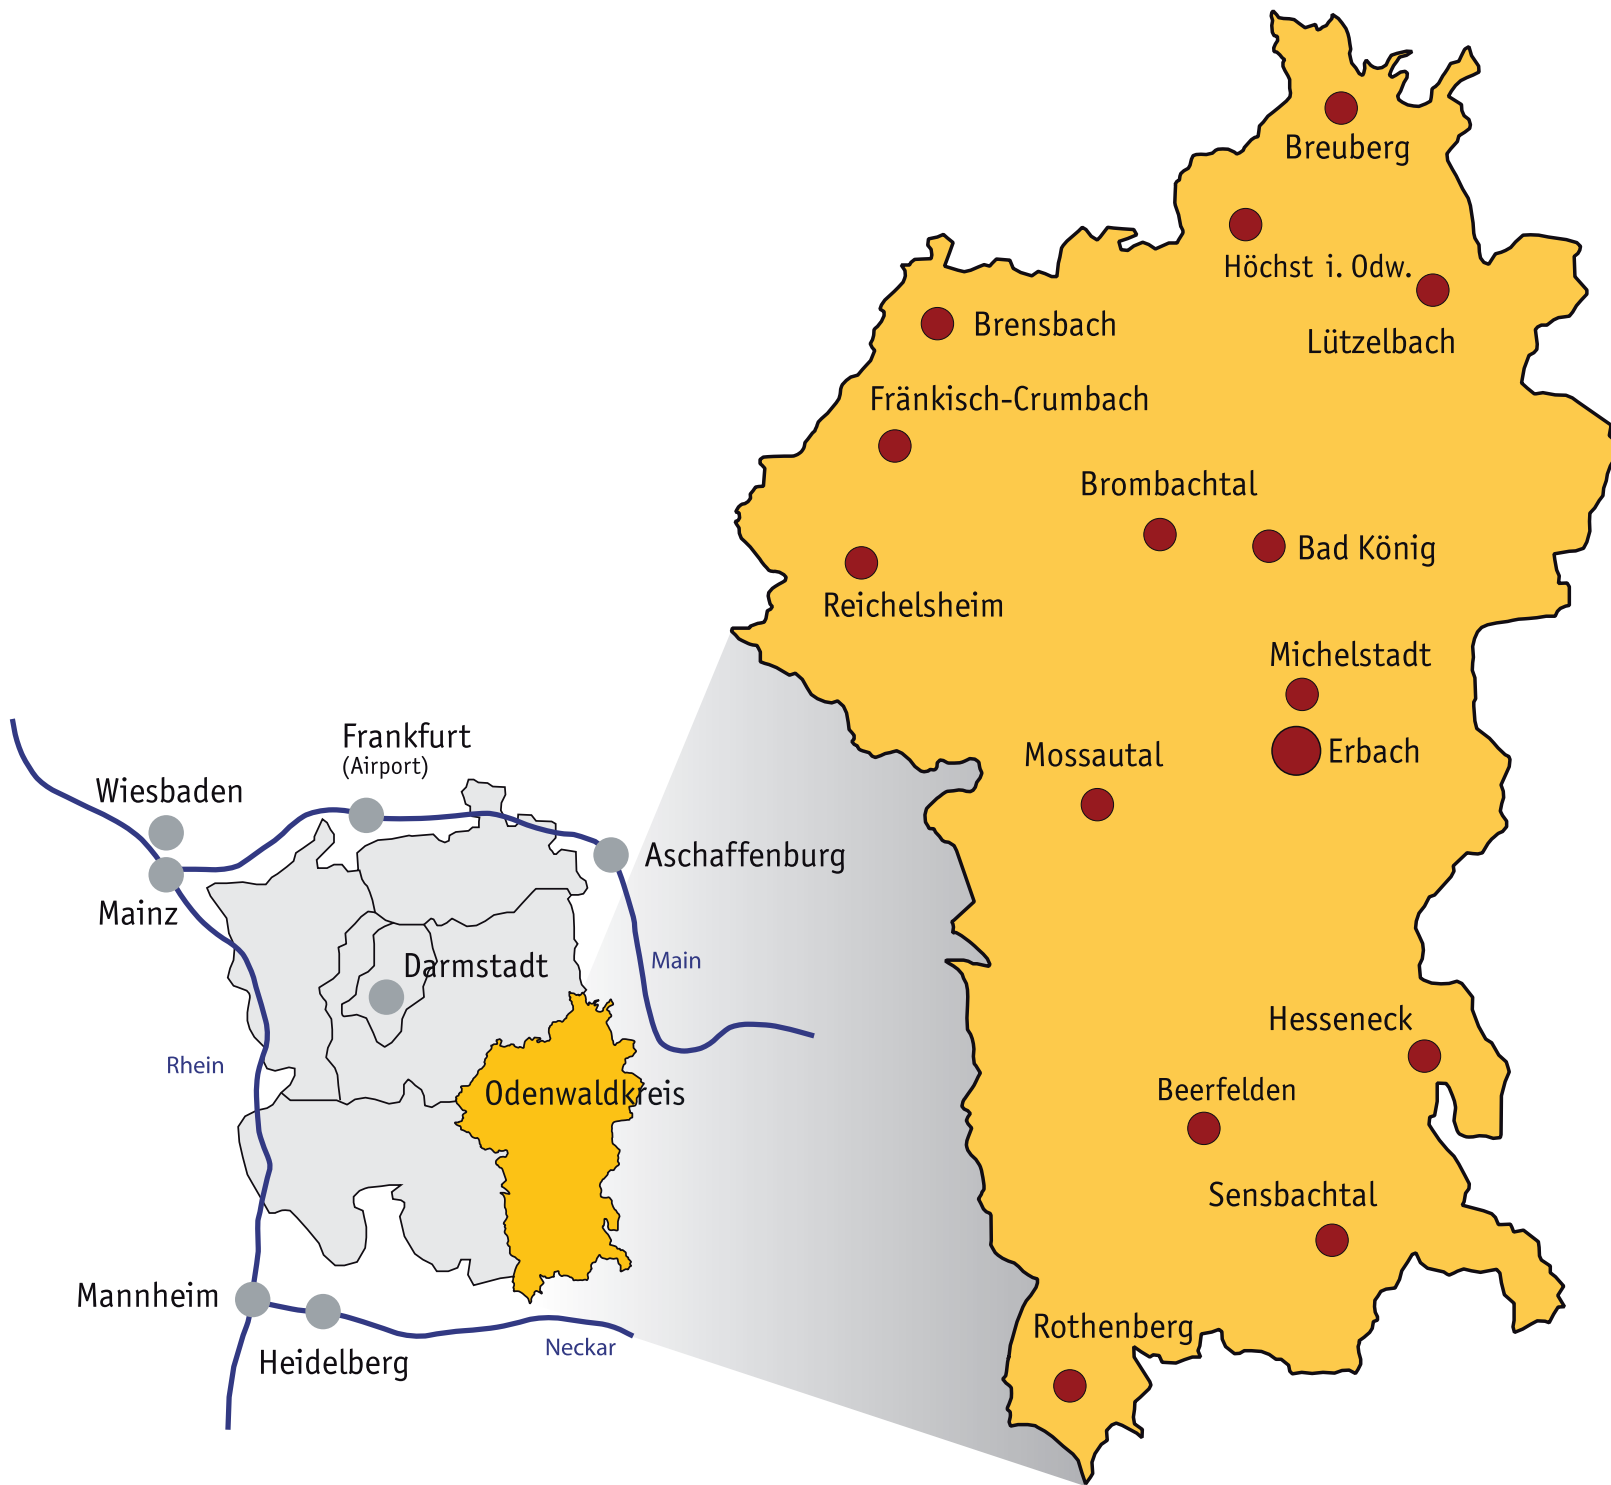 Breuberg
Höchst i. Odw.
Lützelbach
Brensbach
Fränkisch-Crumbach
Brombachtal
Bad König
Reichelsheim
Michelstadt
Erbach
Mossautal
Hesseneck
Beerfelden
Sensbachtal
Rothenberg
Frankfurt
(Airport)
Wiesbaden
Mainz
Aschaffenburg
Main
Darmstadt
Rhein
Odenwaldkreis
Mannheim
Heidelberg
Neckar